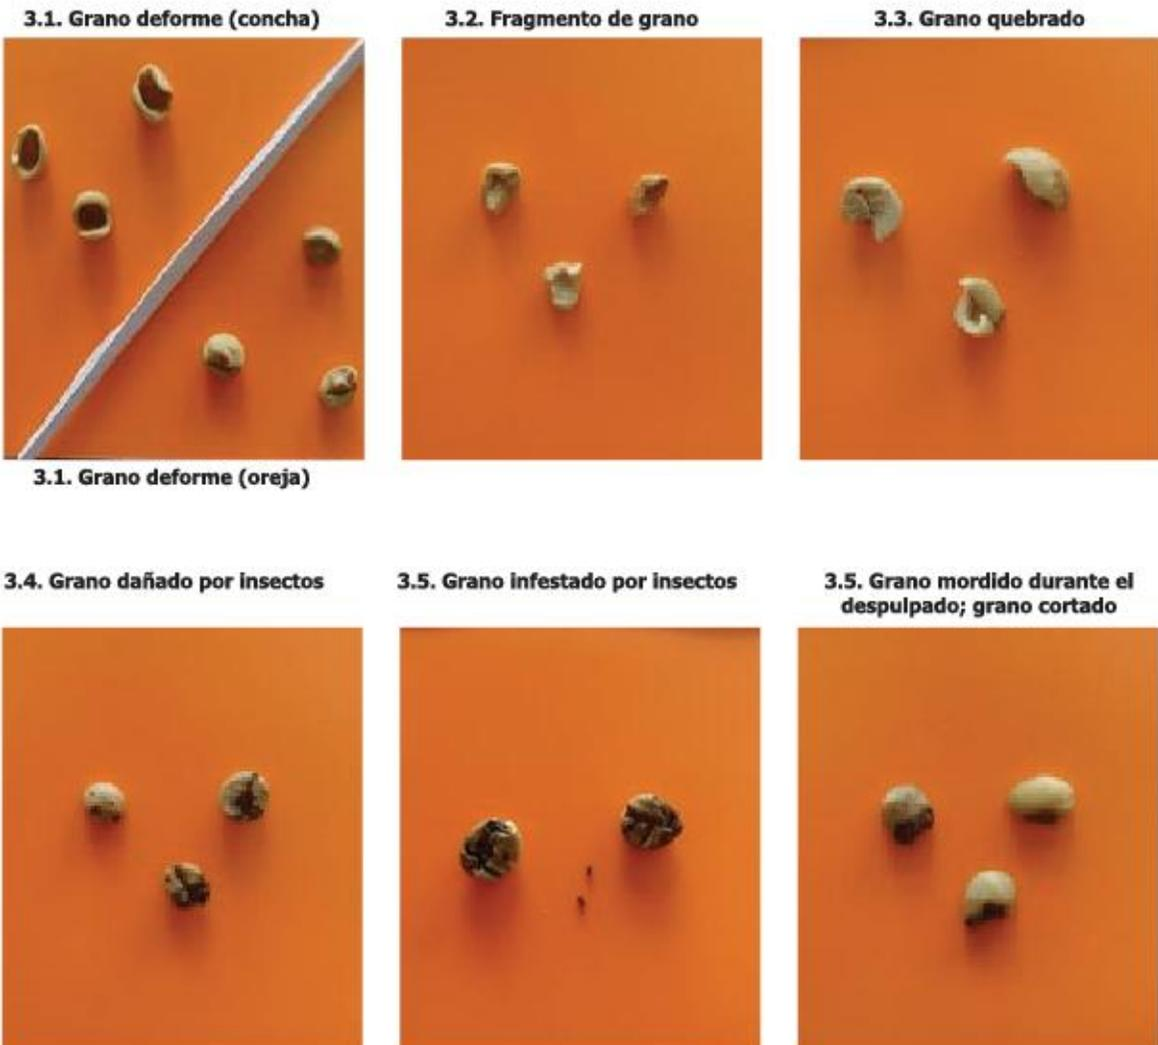 3.1. Grano deforme (concha)
3.2. Fragmento de grano
3.3. Grano quebrado
3.1. Grano deforme (oreja)
3.4. Grano dañado por insectos
3.5. Grano infestado por insectos
3.5. Grano mordido durante el
despulpado; grano cortado